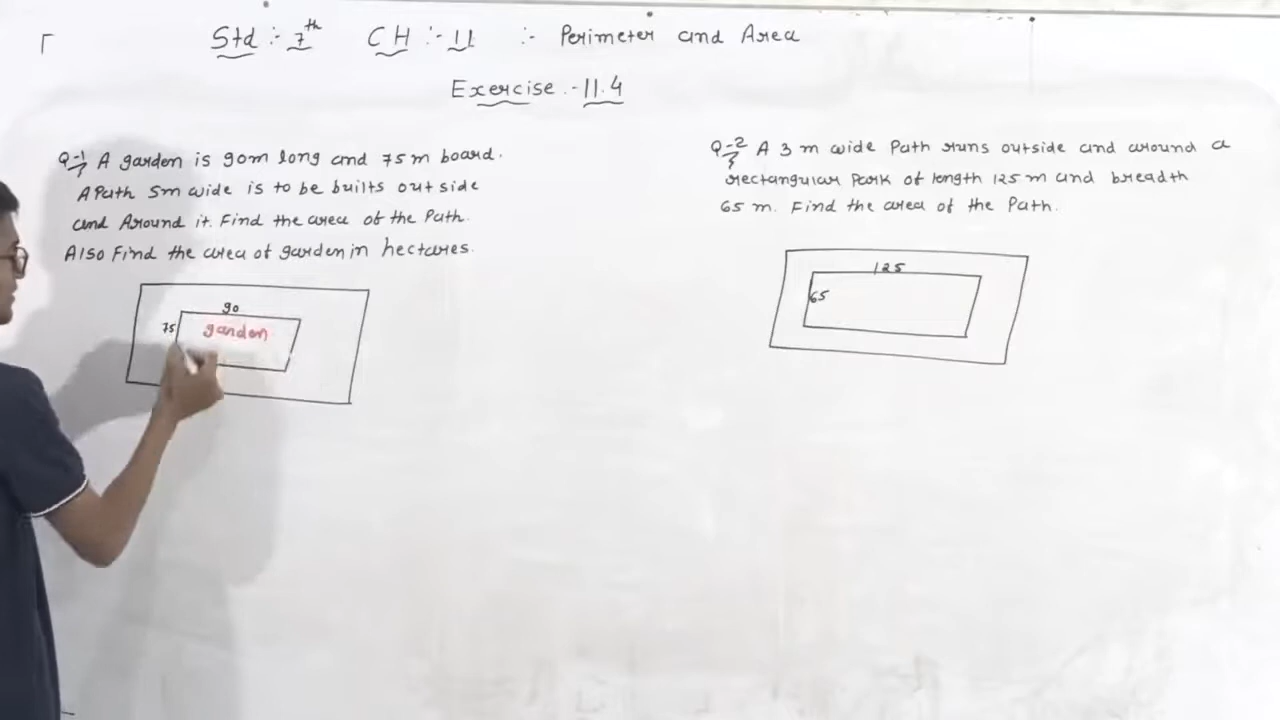 Std :- 7th CH :- 11 :- Perimeter and Area
Exercise :- 11.4
Q-1 A garden is 90m long and 75m board.
A Path 5m wide is to be builts out side
and Around it. Find the area of the Path.
Also Find the area of garden in hectares.
90
75
garden
Q-2 A 3 m wide Path runs outside and around a
rectangular Park of length 125 m and breadth
65 m. Find the area of the Path.
125
65